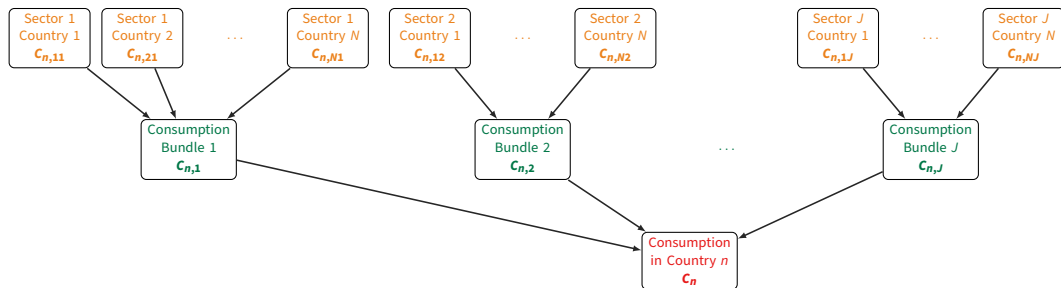 Sector 1
Country 1
C_{n,11}
Sector 1
Country 2
C_{n,21}
...
Sector 1
Country N
C_{n,N1}
Sector 2
Country 1
C_{n,12}
...
Sector 2
Country N
C_{n,N2}
Sector J
Country 1
C_{n,1J}
...
Sector J
Country N
C_{n,NJ}
Consumption
Bundle 1
C_{n,1}
Consumption
Bundle 2
C_{n,2}
...
Consumption
Bundle J
C_{n,J}
Consumption
in Country n
C_n